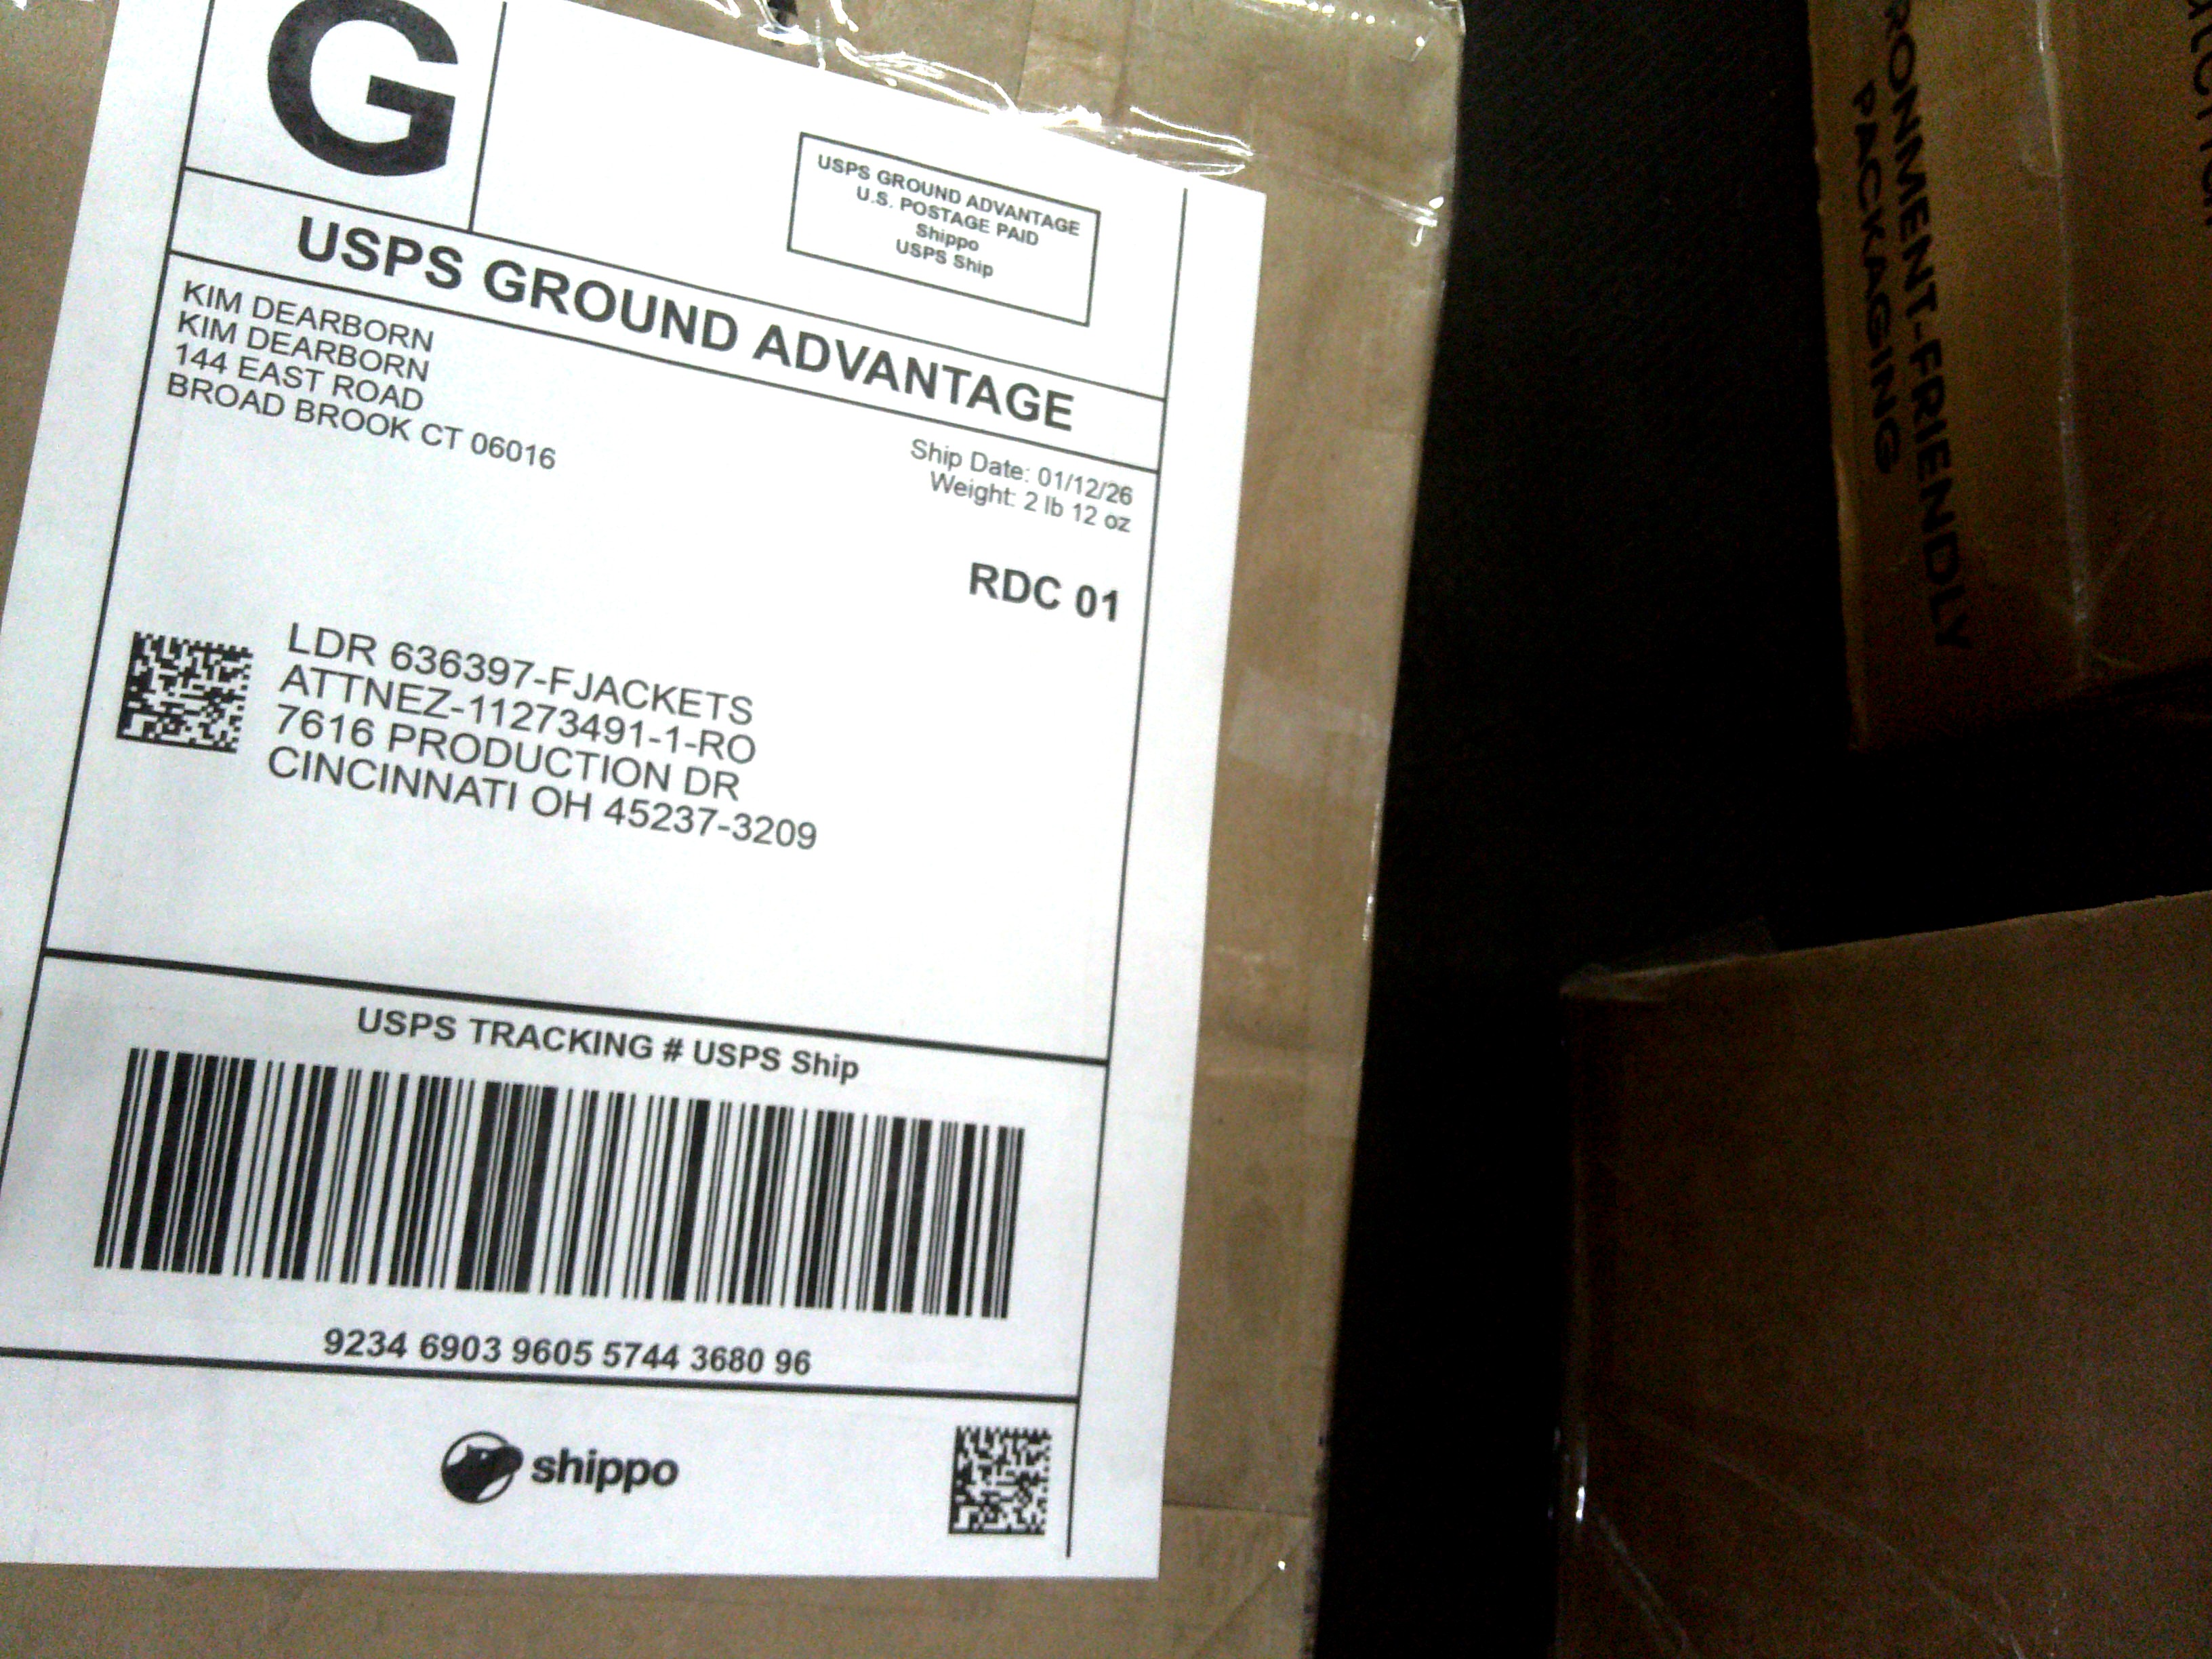 G
USPS GROUND ADVANTAGE
U.S. POSTAGE PAID
Shippo
USPS Ship
USPS GROUND ADVANTAGE
KIM DEARBORN
KIM DEARBORN
144 EAST ROAD
BROAD BROOK CT 06016
Ship Date: 01/12/26
Weight: 2 lb 12 oz
RDC 01
LDR 636397-FJACKETS
ATTNEZ-11273491-1-RO
7616 PRODUCTION DR
CINCINNATI OH 45237-3209
USPS TRACKING # USPS Ship
9234 6903 9605 5744 3680 96
shippo
RONMENT-FRIENDLY
PACKAGING